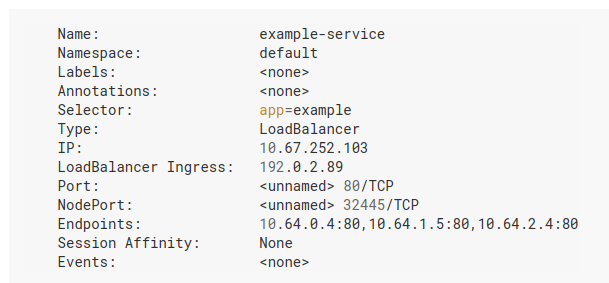 Name: example-service
Namespace: default
Labels: <none>
Annotations: <none>
Selector: app=example
Type: LoadBalancer
IP: 10.67.252.103
LoadBalancer Ingress: 192.0.2.89
Port: <unnamed> 80/TCP
NodePort: <unnamed> 32445/TCP
Endpoints: 10.64.0.4:80,10.64.1.5:80,10.64.2.4:80
Session Affinity: None
Events: <none>